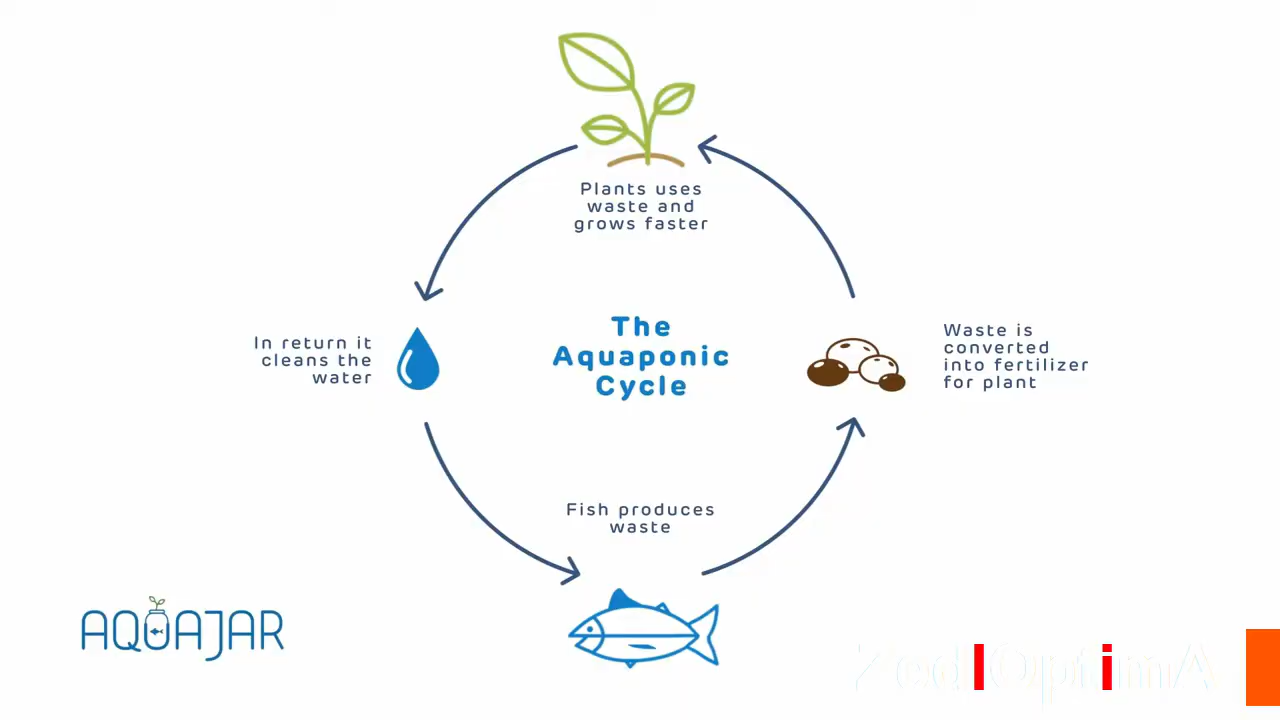 Plants uses
waste and
grows faster
In return it
cleans the
water
The
Aquaponic
Cycle
Waste is
converted
into fertilizer
for plant
Fish produces
waste
AQUAJAR
ZedIOptimA